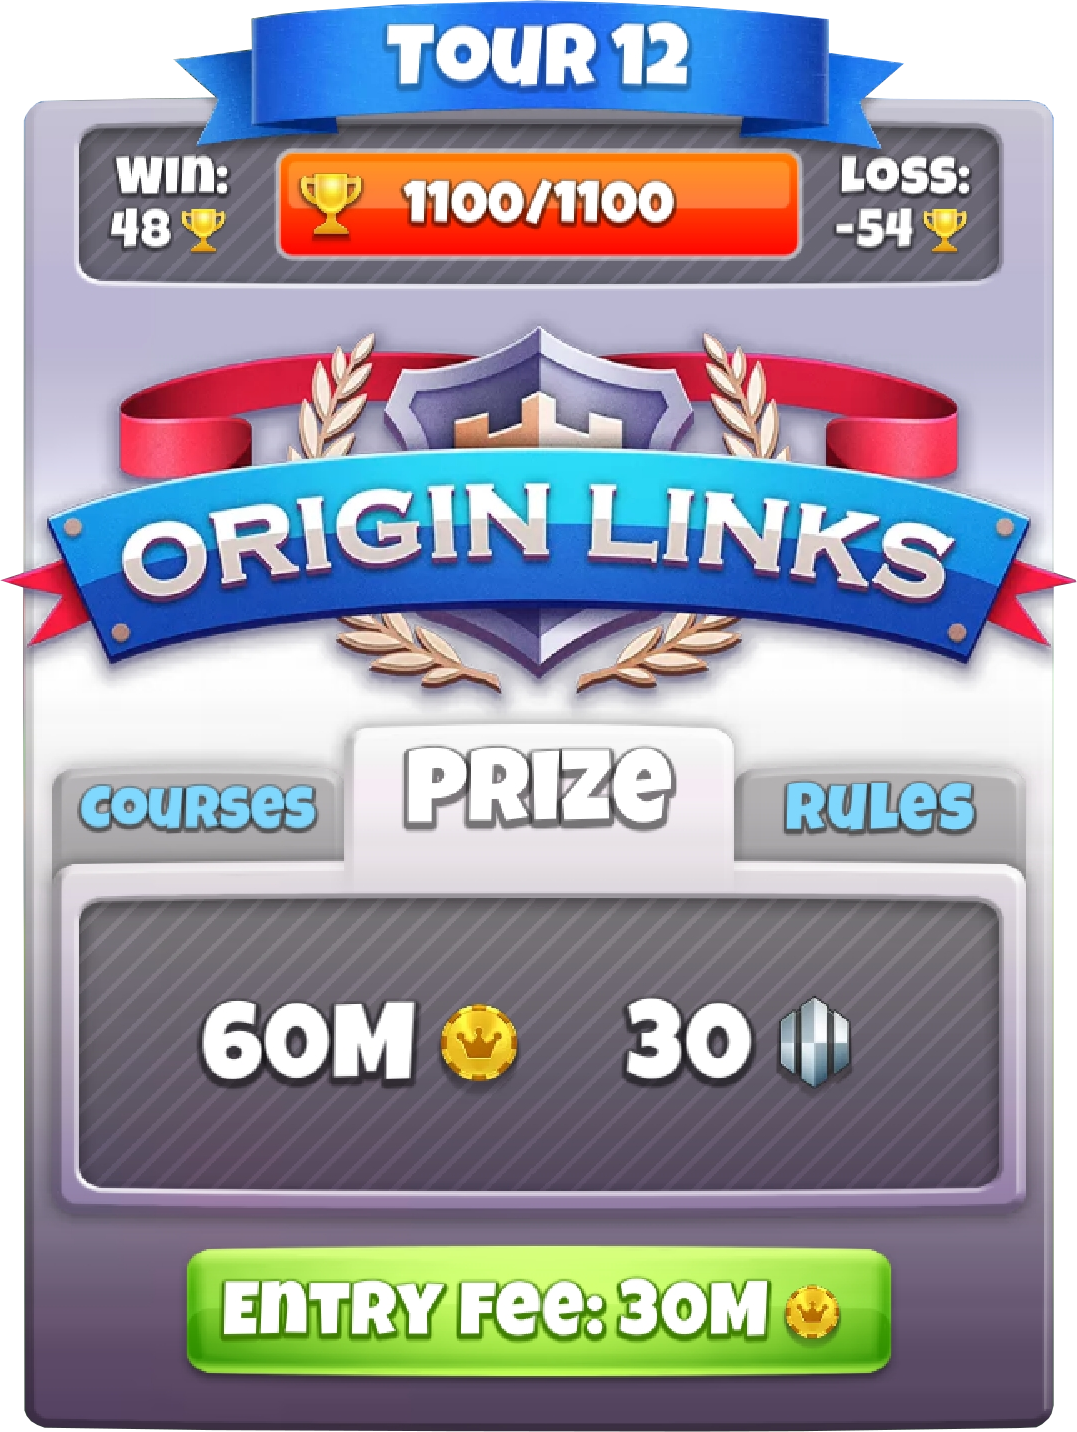 TOUR 12
WIN:
48
1100/1100
LOSS:
-54
ORIGIN LINKS
COURSES
PRIZE
RULES
60M
30
ENTRY FEE: 30M